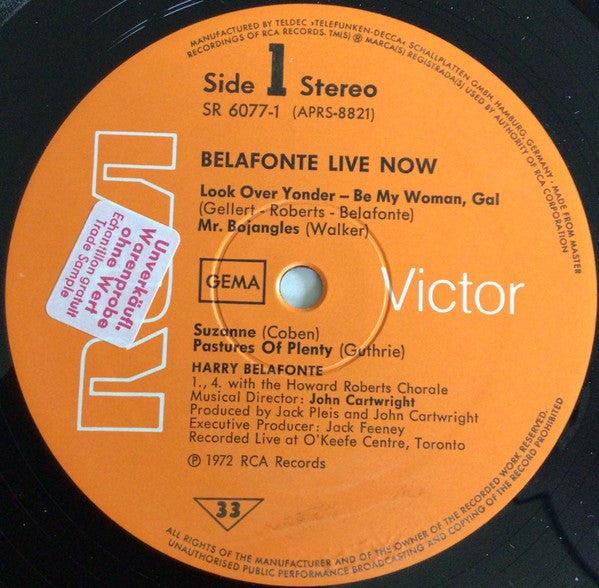 MANUFACTURED BY TELDEC »TELEFUNKEN-DECCA« SCHALLPLATTEN GMBH, HAMBURG, GERMANY · MADE FROM MASTER
RECORDINGS OF RCA RECORDS. TM(S) ® MARCA(S) REGISTRADA(S) USED BY AUTHORITY OF RCA CORPORATION
Side 1 Stereo
SR 6077-1 (APRS-8821)
BELAFONTE LIVE NOW
Look Over Yonder – Be My Woman, Gal
(Gellert - Roberts - Belafonte)
Mr. Bojangles (Walker)
RCA
Unverkäufl.
Warenprobe
ohne Wert
Echantillion gratuit
Trade Sample
GEMA
Victor
Suzanne (Coben)
Pastures Of Plenty (Guthrie)
HARRY BELAFONTE
1., 4. with the Howard Roberts Chorale
Musical Director: John Cartwright
Produced by Jack Pleis and John Cartwright
Executive Producer: Jack Feeney
Recorded Live at O'Keefe Centre, Toronto
℗ 1972 RCA Records
33
ALL RIGHTS OF THE MANUFACTURER AND OF THE OWNER OF THE RECORDED WORK RESERVED.
UNAUTHORISED PUBLIC PERFORMANCE BROADCASTING AND COPYING OF THE RECORD PROHIBITED